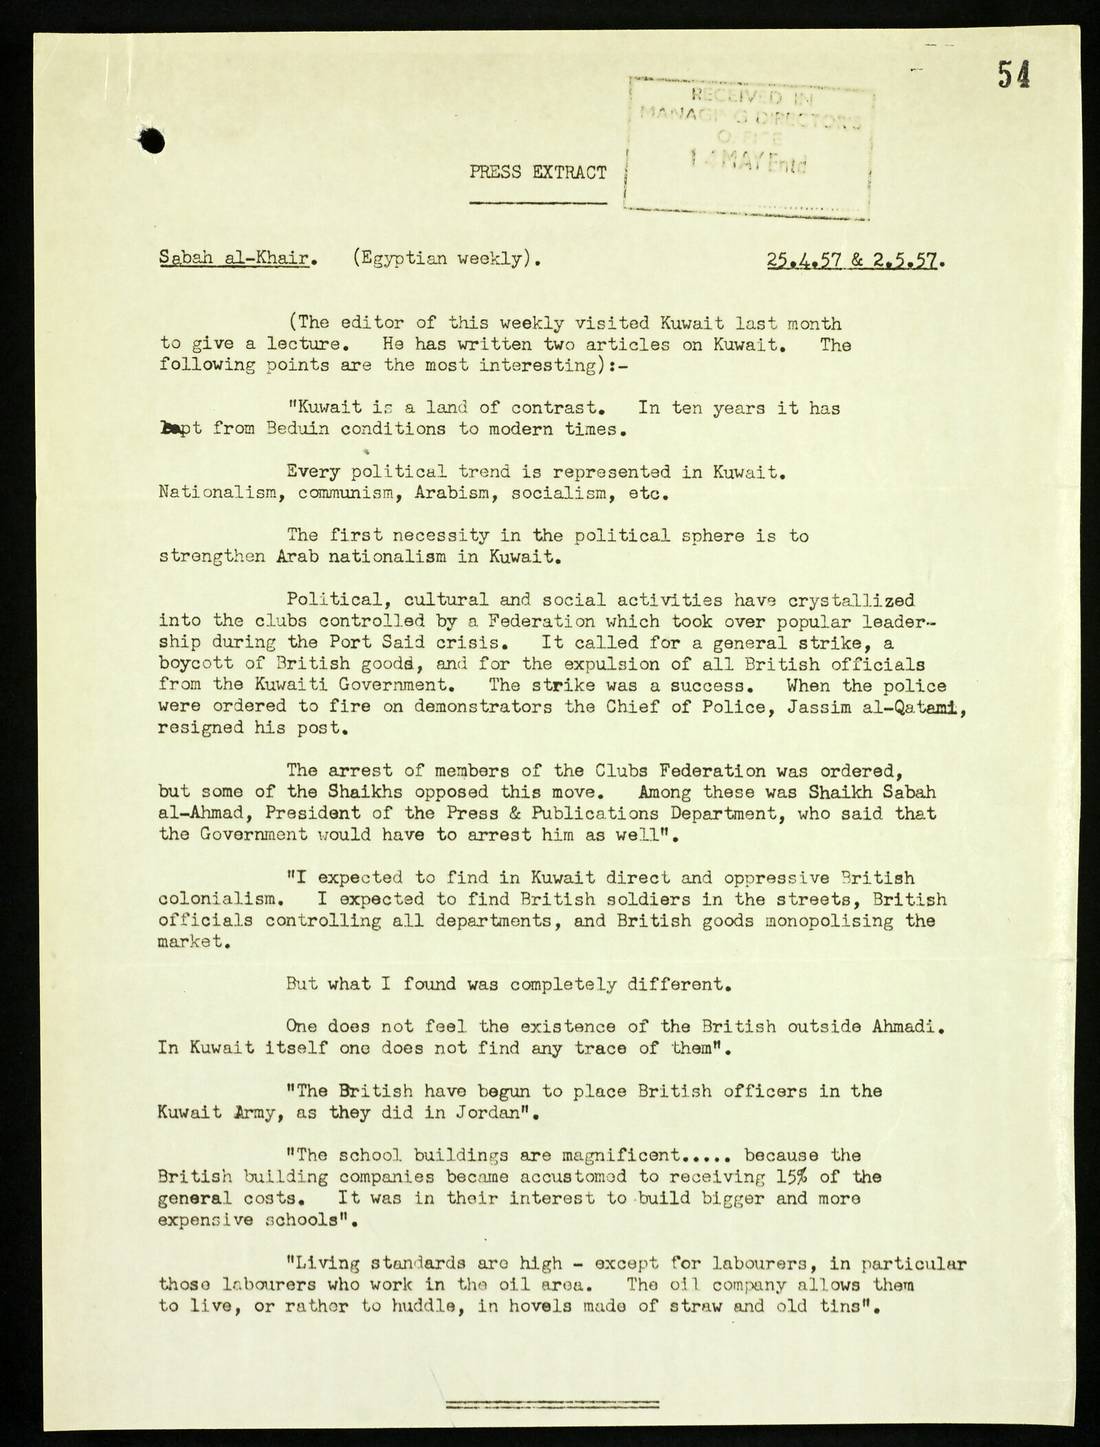 54
RECEIVED IN
MANAGING DIRECTOR'S
OFFICE
14 MAY Entd
PRESS EXTRACT
Sabah al-Khair. (Egyptian weekly). 25.4.57 & 2.5.57.
(The editor of this weekly visited Kuwait last month
to give a lecture. He has written two articles on Kuwait. The
following points are the most interesting):-
"Kuwait is a land of contrast. In ten years it has
leapt from Beduin conditions to modern times.
Every political trend is represented in Kuwait.
Nationalism, communism, Arabism, socialism, etc.
The first necessity in the political sphere is to
strengthen Arab nationalism in Kuwait.
Political, cultural and social activities have crystallized
into the clubs controlled by a Federation which took over popular leader-
ship during the Port Said crisis. It called for a general strike, a
boycott of British goods, and for the expulsion of all British officials
from the Kuwaiti Government. The strike was a success. When the police
were ordered to fire on demonstrators the Chief of Police, Jassim al-Qatami,
resigned his post.
The arrest of members of the Clubs Federation was ordered,
but some of the Shaikhs opposed this move. Among these was Shaikh Sabah
al-Ahmad, President of the Press & Publications Department, who said that
the Government would have to arrest him as well".
"I expected to find in Kuwait direct and oppressive British
colonialism. I expected to find British soldiers in the streets, British
officials controlling all departments, and British goods monopolising the
market.
But what I found was completely different.
One does not feel the existence of the British outside Ahmadi.
In Kuwait itself one does not find any trace of them".
"The British have begun to place British officers in the
Kuwait Army, as they did in Jordan".
"The school buildings are magnificent..... because the
British building companies became accustomed to receiving 15% of the
general costs. It was in their interest to build bigger and more
expensive schools".
"Living standards are high - except for labourers, in particular
those labourers who work in the oil area. The oil company allows them
to live, or rather to huddle, in hovels made of straw and old tins".